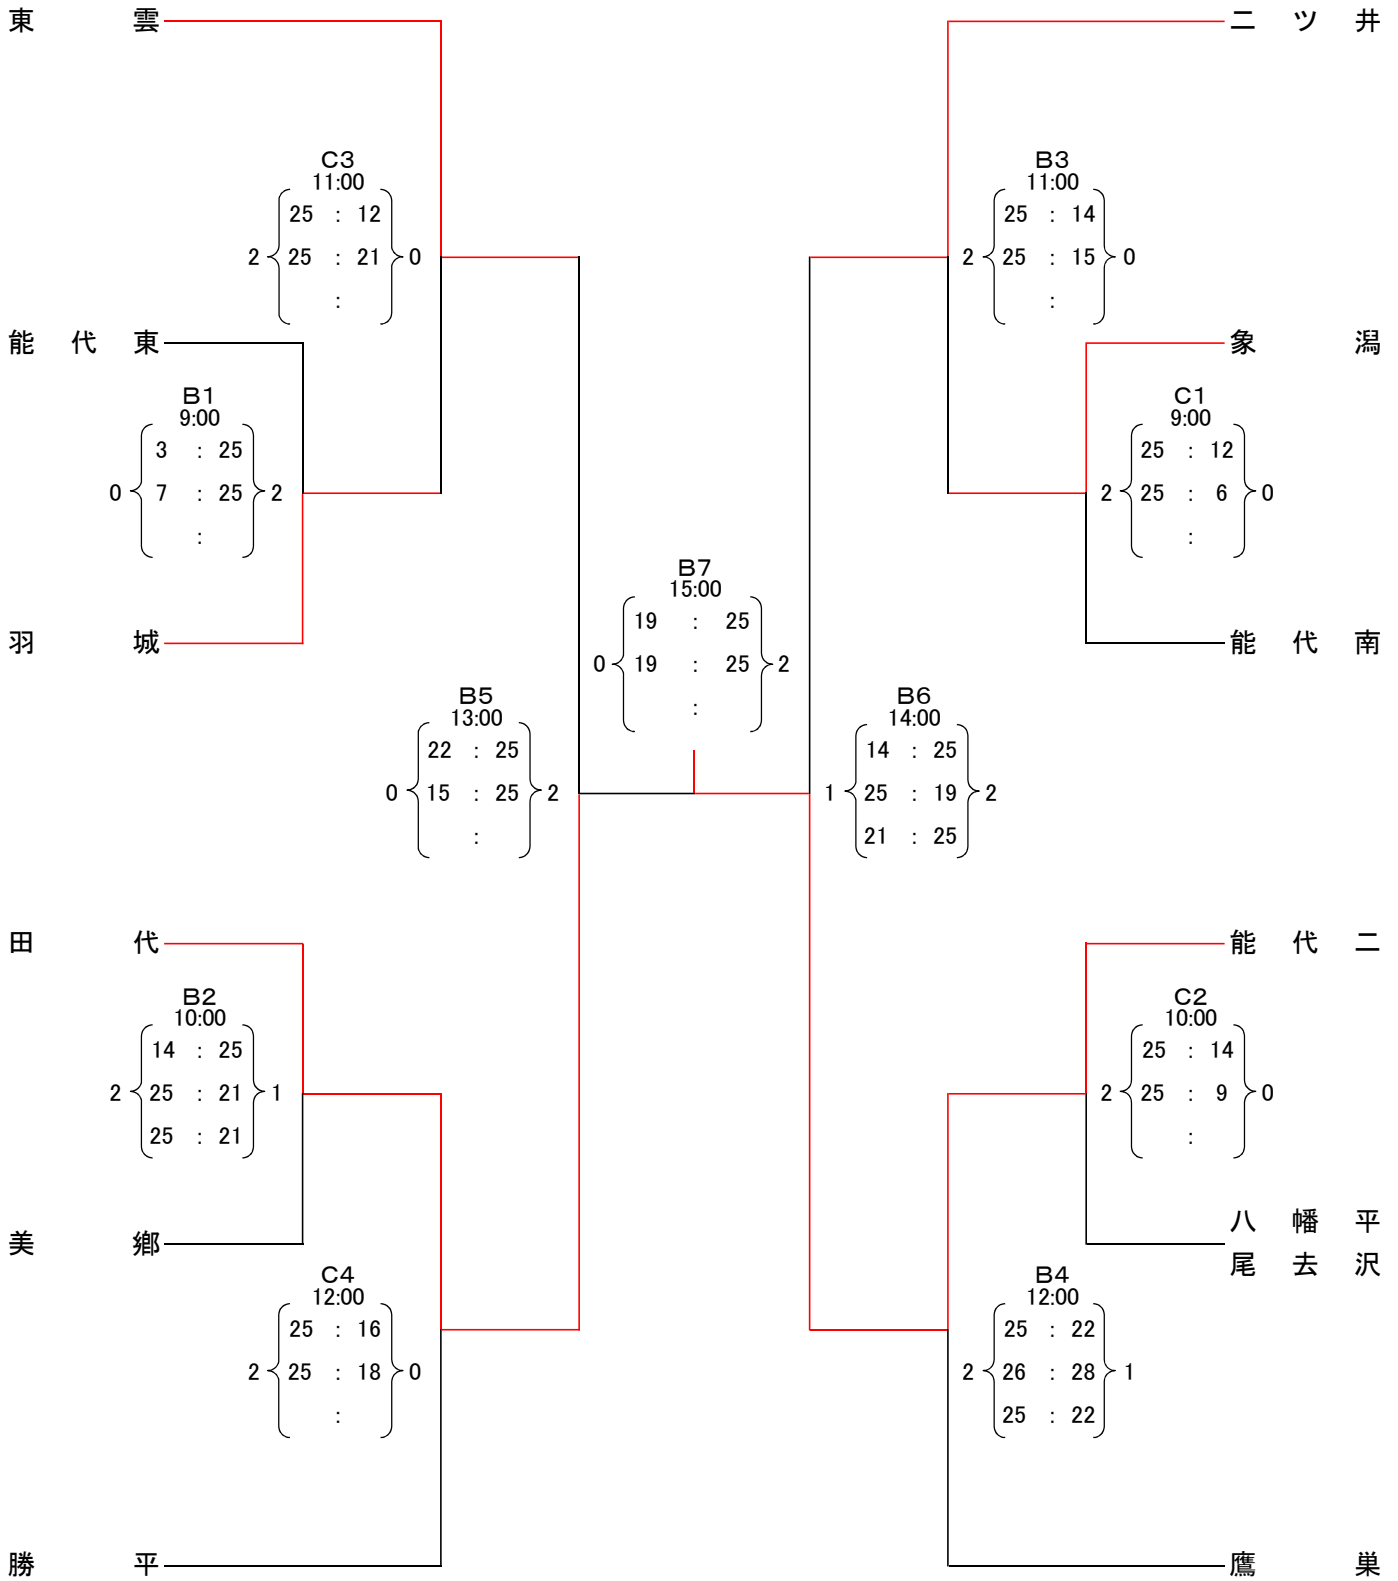 東雲
二ツ井
C3
11:00
25 : 12
2 25 : 21 0
:
B3
11:00
25 : 14
2 25 : 15 0
:
能代東
象潟
B1
9:00
3 : 25
0 7 : 25 2
:
C1
9:00
25 : 12
2 25 : 6 0
:
羽城
能代南
B7
15:00
19 : 25
0 19 : 25 2
:
B5
13:00
22 : 25
0 15 : 25 2
:
B6
14:00
14 : 25
1 25 : 19 2
21 : 25
田代
能代二
B2
10:00
14 : 25
2 25 : 21 1
25 : 21
C2
10:00
25 : 14
2 25 : 9 0
:
美郷
八幡平
尾去沢
C4
12:00
25 : 16
2 25 : 18 0
:
B4
12:00
25 : 22
2 26 : 28 1
25 : 22
勝平
鷹巣